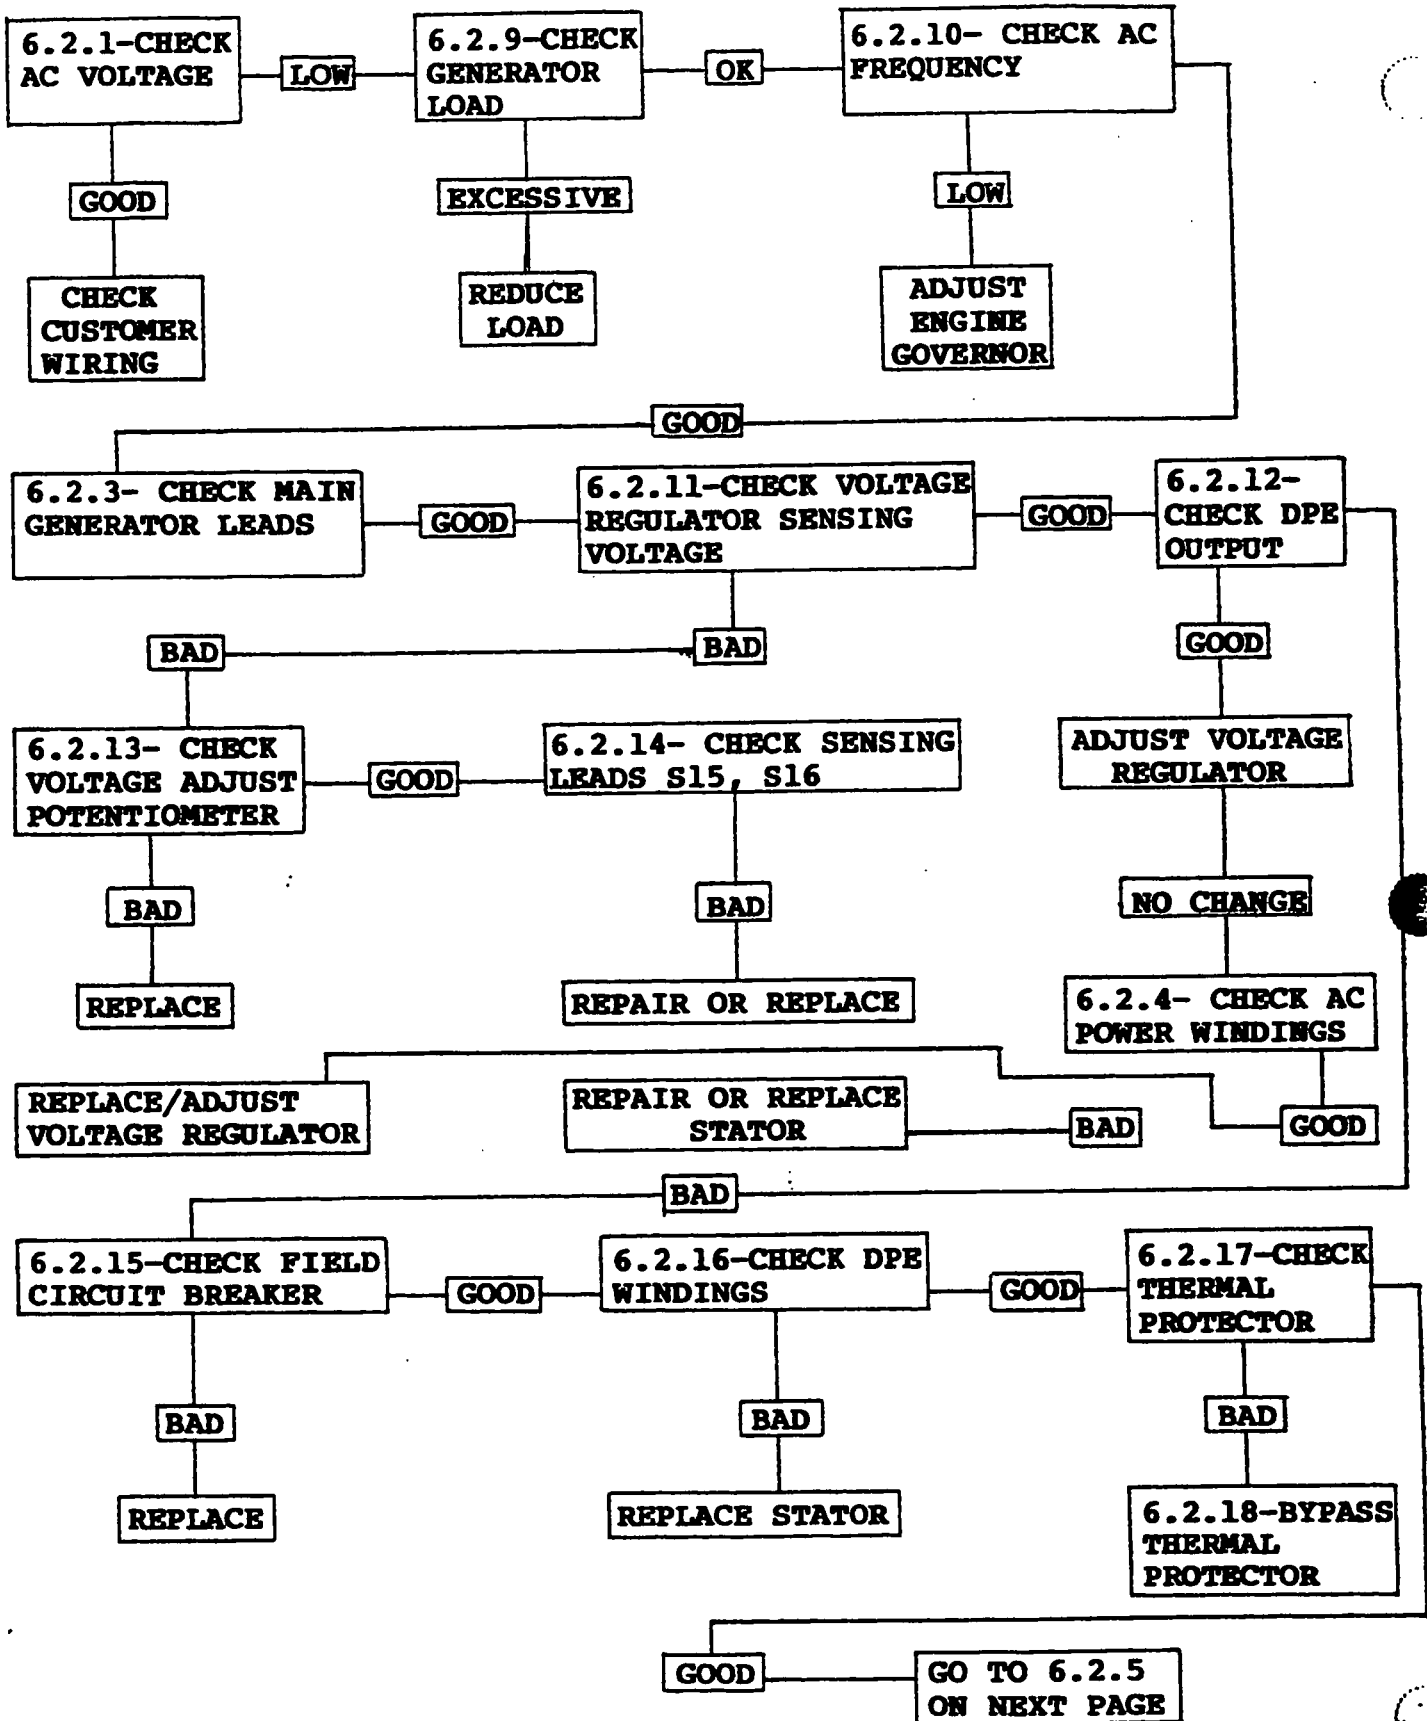 6.2.1-CHECK
AC VOLTAGE
LOW
6.2.9-CHECK
GENERATOR
LOAD
OK
6.2.10- CHECK AC
FREQUENCY
GOOD
EXCESSIVE
LOW
CHECK
CUSTOMER
WIRING
REDUCE
LOAD
ADJUST
ENGINE
GOVERNOR
GOOD
6.2.3- CHECK MAIN
GENERATOR LEADS
GOOD
6.2.11-CHECK VOLTAGE
REGULATOR SENSING
VOLTAGE
GOOD
6.2.12-
CHECK DPE
OUTPUT
BAD
BAD
GOOD
6.2.13- CHECK
VOLTAGE ADJUST
POTENTIOMETER
GOOD
6.2.14- CHECK SENSING
LEADS S15, S16
ADJUST VOLTAGE
REGULATOR
BAD
BAD
NO CHANGE
REPLACE
REPAIR OR REPLACE
6.2.4- CHECK AC
POWER WINDINGS
REPLACE/ADJUST
VOLTAGE REGULATOR
REPAIR OR REPLACE
STATOR
BAD
GOOD
BAD
6.2.15-CHECK FIELD
CIRCUIT BREAKER
GOOD
6.2.16-CHECK DPE
WINDINGS
GOOD
6.2.17-CHECK
THERMAL
PROTECTOR
BAD
BAD
BAD
REPLACE
REPLACE STATOR
6.2.18-BYPASS
THERMAL
PROTECTOR
GOOD
GO TO 6.2.5
ON NEXT PAGE